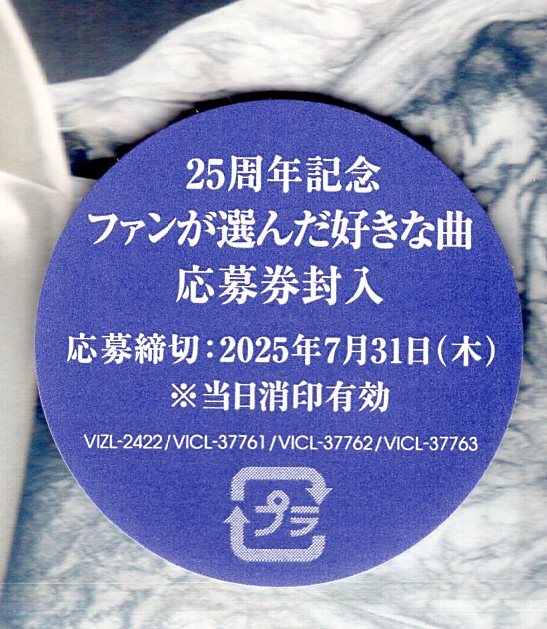 25周年記念
ファンが選んだ好きな曲
応募券封入
応募締切：2025年7月31日（木）
※当日消印有効
VIZL-2422/VICL-37761/VICL-37762/VICL-37763
プラ